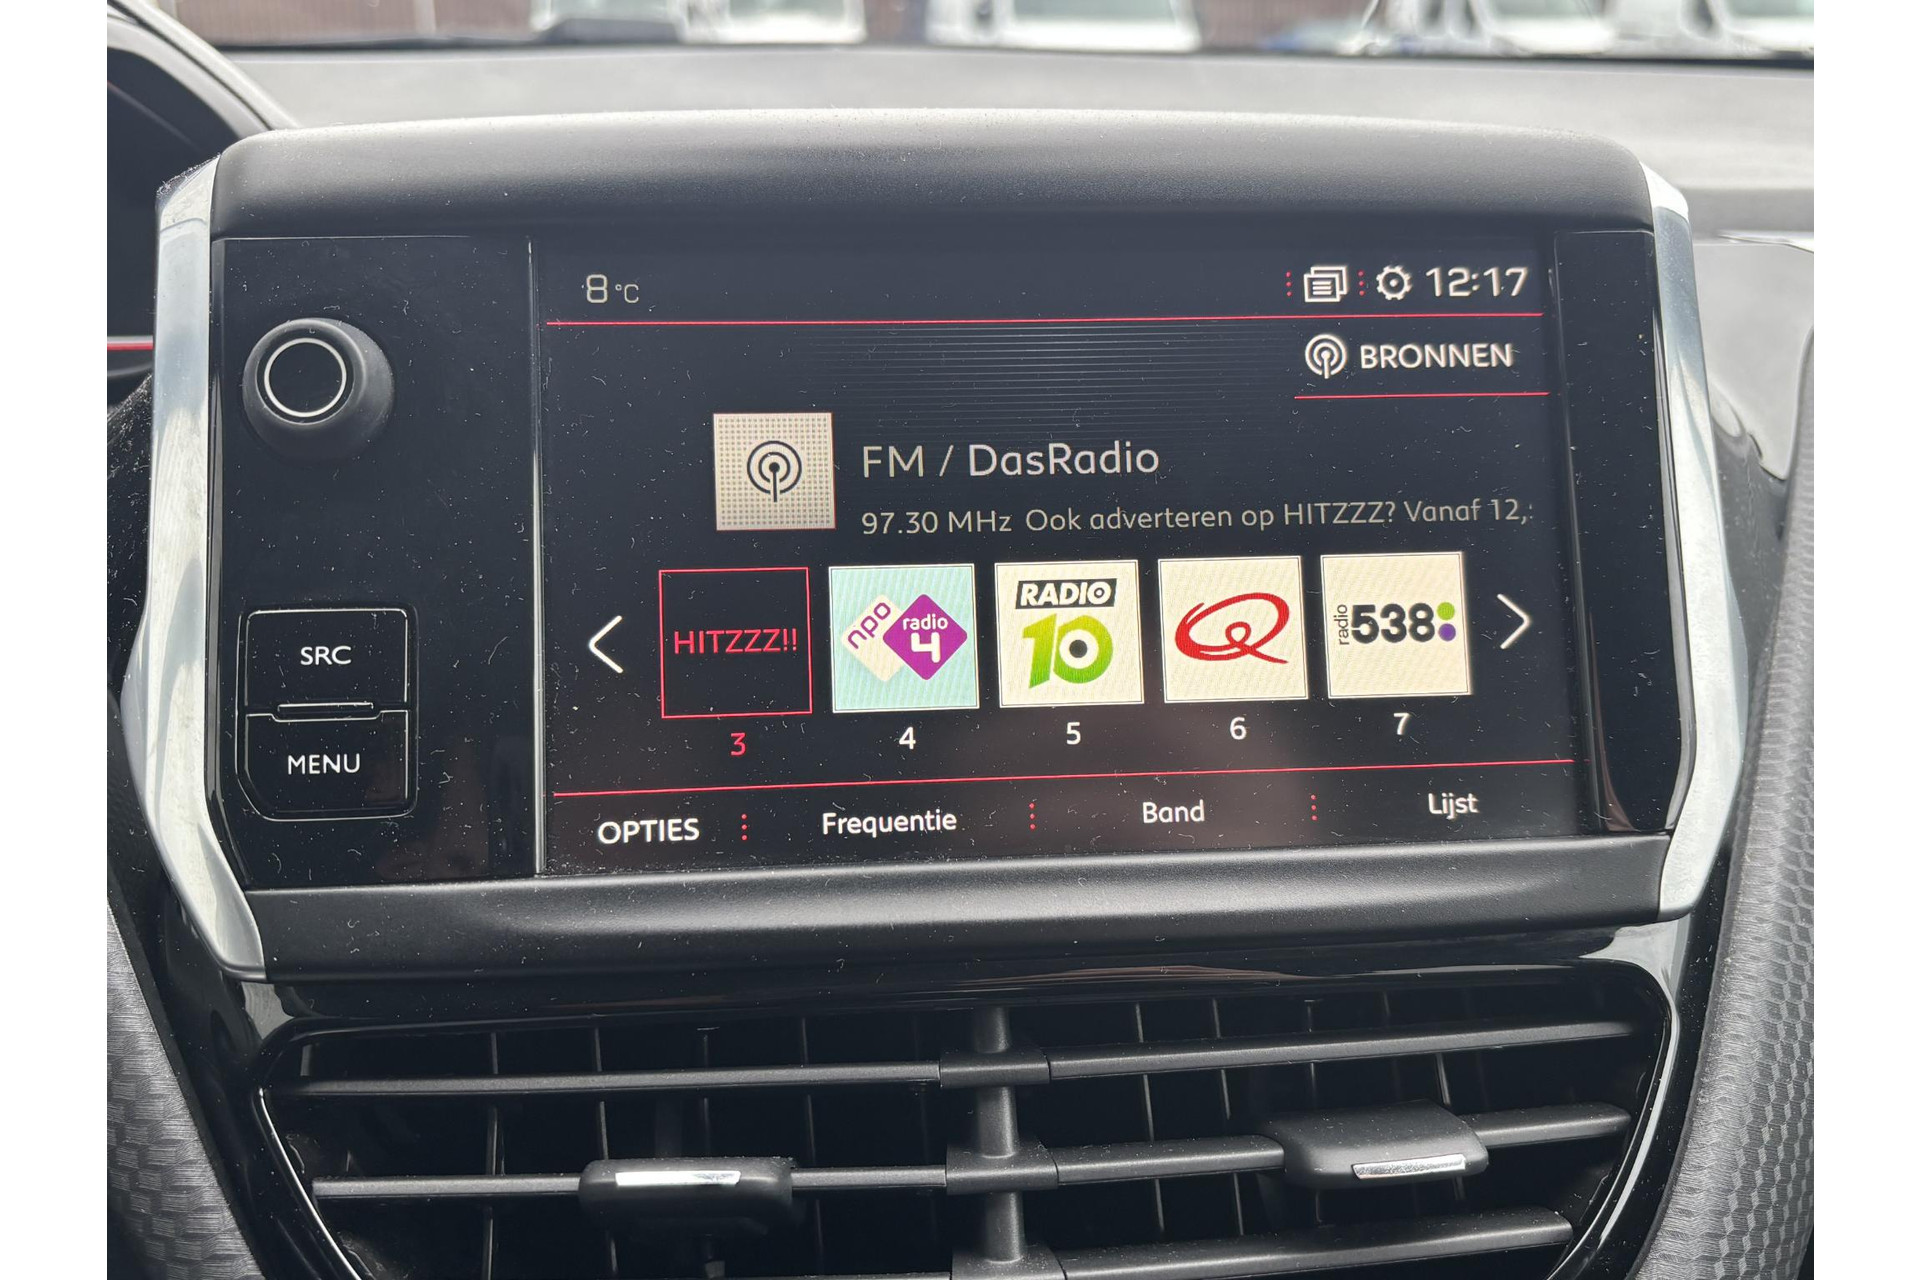 8°C
12:17
BRONNEN
FM / DasRadio
97.30 MHz Ook adverteren op HITZZZ? Vanaf 12,:
SRC
MENU
HITZZZ!!
npo radio 4
RADIO 10
Q
radio 538
3 4 5 6 7
OPTIES Frequentie Band Lijst